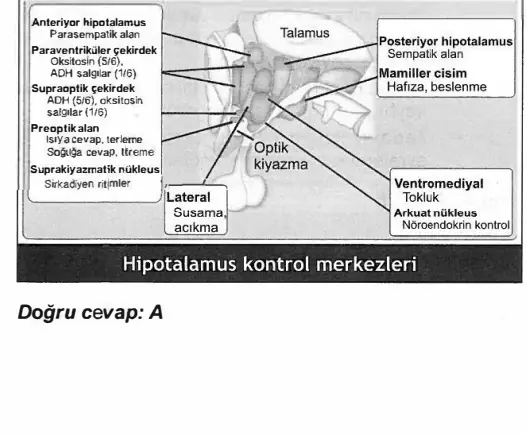 Anteriyor hipotalamus
Parasempatik alan
Paraventriküler çekirdek
Oksitosin (5/6),
ADH salgılar (1/6)
Supraoptik çekirdek
ADH (5/6), oksitosin
salgılar (1/6)
Preoptik alan
Isıya cevap, terleme
Soğuğa cevap, titreme
Suprakiyazmatik nükleus
Sirkadiyen ritimler
Talamus
Optik
kiyazma
Lateral
Susama,
acıkma
Posteriyor hipotalamus
Sempatik alan
Mamiller cisim
Hafıza, beslenme
Ventromediyal
Tokluk
Arkuat nükleus
Nöroendokrin kontrol
Hipotalamus kontrol merkezleri
Doğru cevap: A